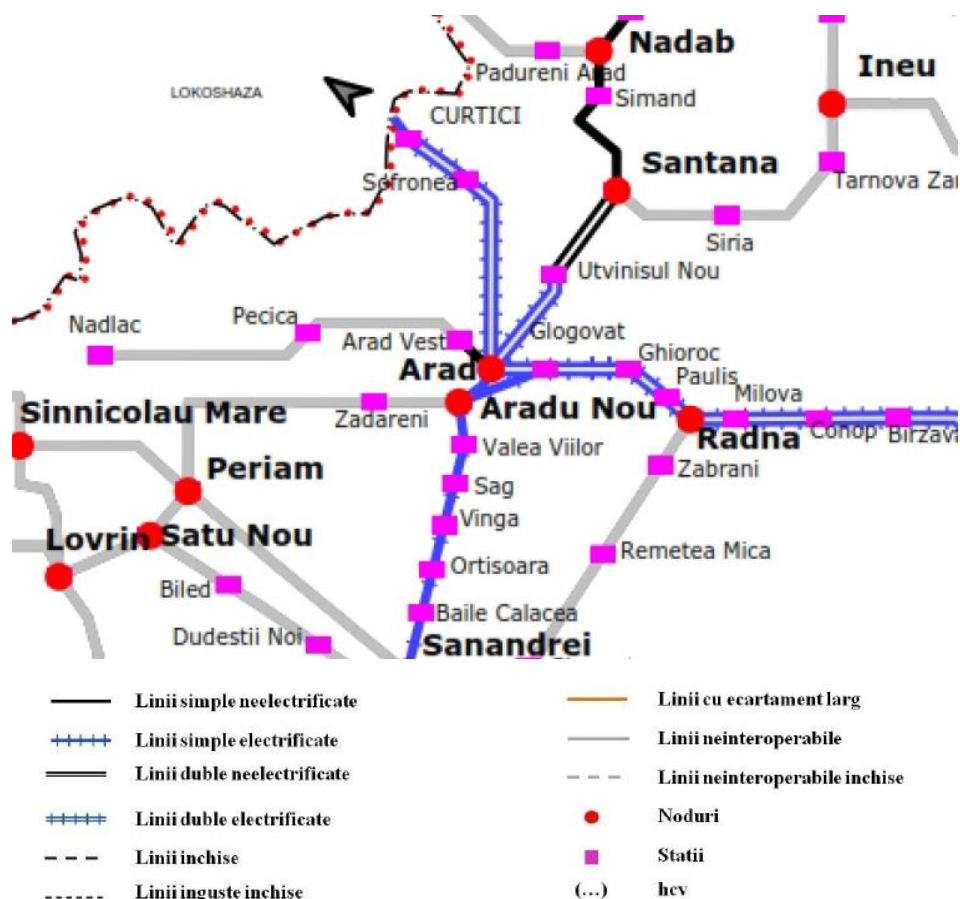 Nadab
Ineu
Padureni Arad
LOKOSHAZA
CURTICI
Simand
Santana
Sofronea
Tarnova Zar
Siria
Utvinisul Nou
Nadlac
Pecica
Arad Vest
Glogovat
Ghioroc
Arad
Paulis
Milova
Sinnicolau Mare
Zadareni
Aradu Nou
Radna
Conop
Birzava
Valea Viilor
Periam
Zabrani
Sag
Vinga
Lovrin
Satu Nou
Remetea Mica
Ortisoara
Biled
Baile Calacea
Dudestii Noi
Sanandrei
Linii simple neelectrificate
Linii cu ecartament larg
Linii simple electrificate
Linii neinteroperabile
Linii duble neelectrificate
Linii neinteroperabile inchise
Linii duble electrificate
Noduri
Linii inchise
Statii
Linii inguste inchise
(...)
hcv